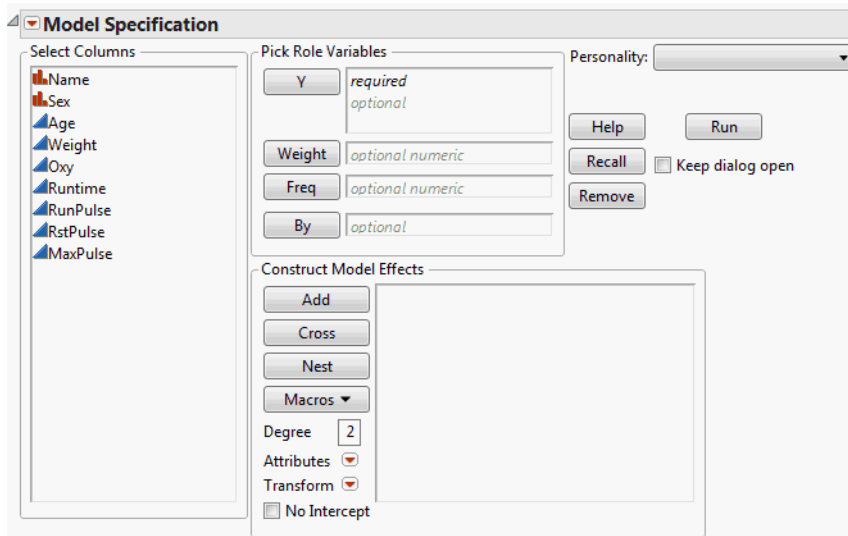 Model Specification
Select Columns
Name
Sex
Age
Weight
Oxy
Runtime
RunPulse
RstPulse
MaxPulse
Pick Role Variables
Y
required
optional
Weight
optional numeric
Freq
optional numeric
By
optional
Personality:
Help
Run
Recall
Keep dialog open
Remove
Construct Model Effects
Add
Cross
Nest
Macros
Degree 2
Attributes
Transform
No Intercept